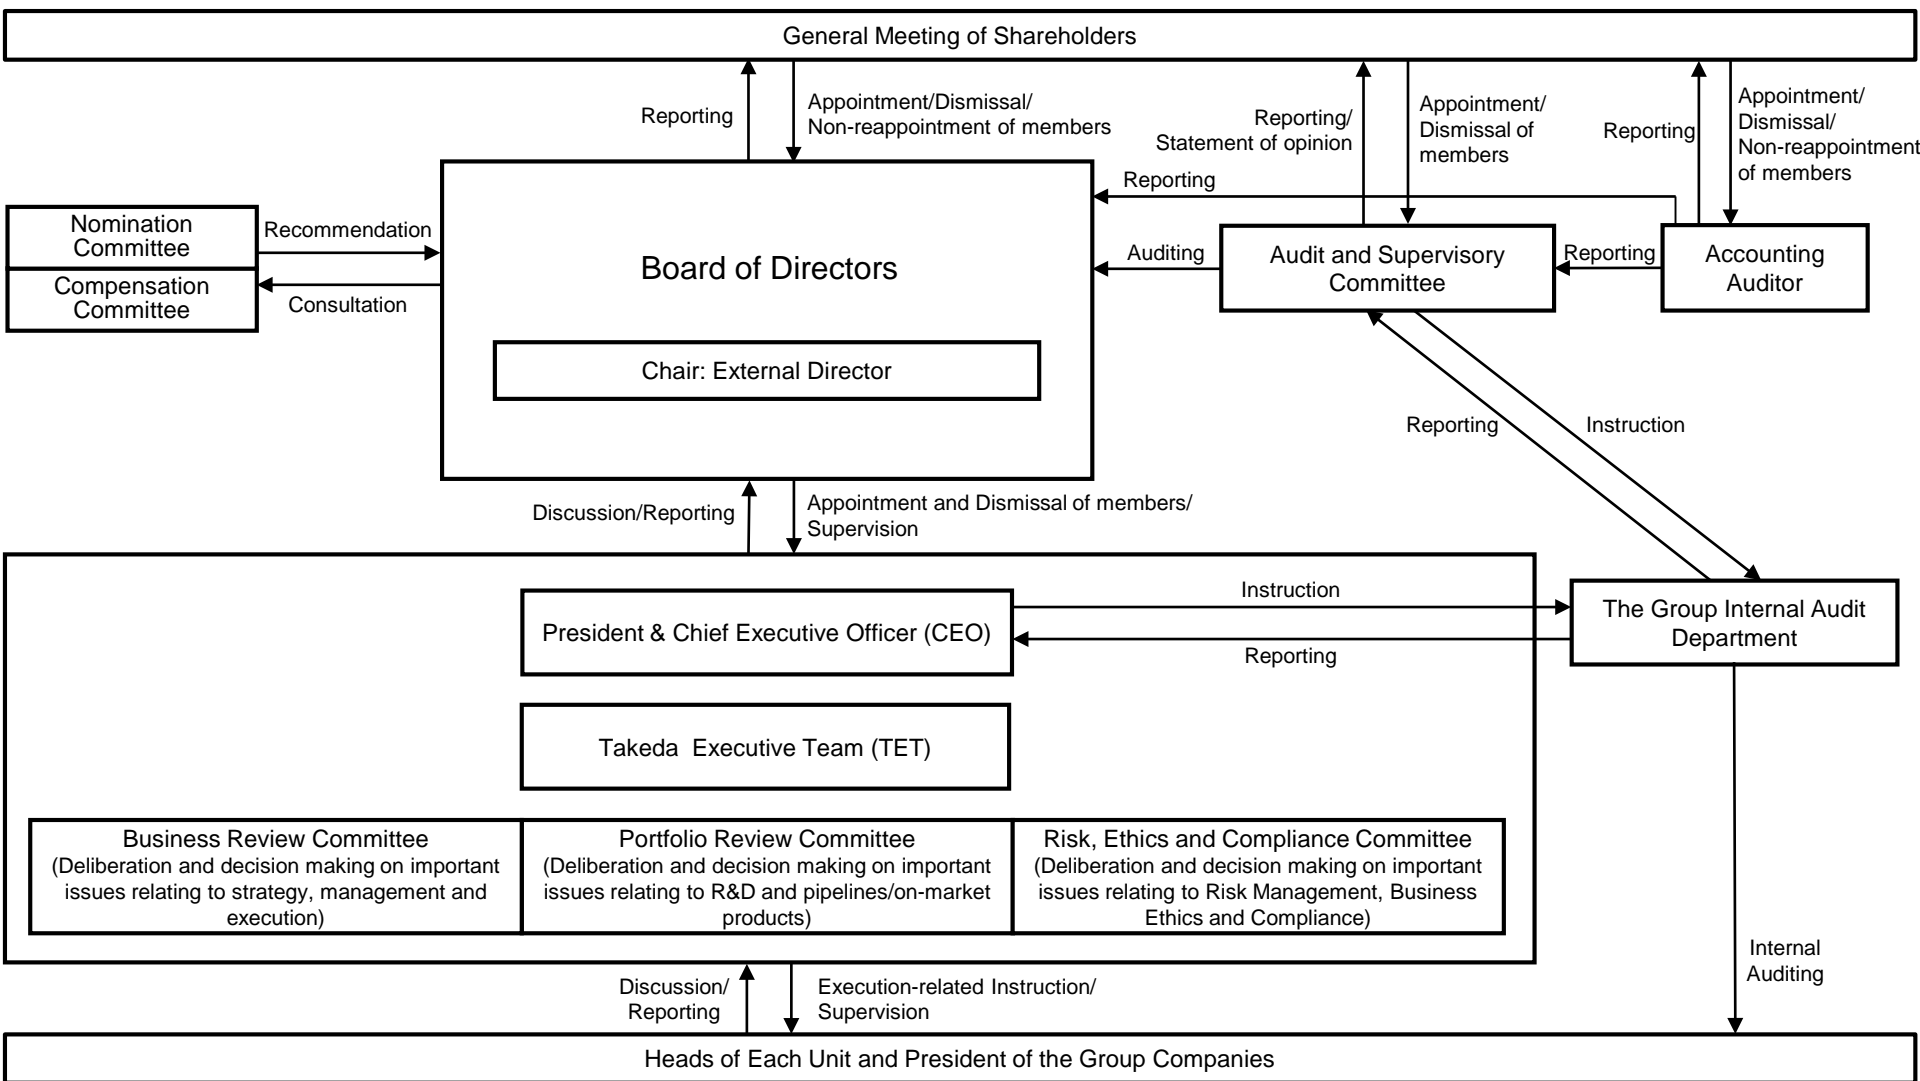 General Meeting of Shareholders
Reporting
Appointment/Dismissal/
Non-reappointment of members
Reporting/
Statement of opinion
Appointment/
Dismissal of
members
Reporting
Appointment/
Dismissal/
Non-reappointment
of members
Reporting
Nomination
Committee
Recommendation
Compensation
Committee
Consultation
Board of Directors
Chair: External Director
Auditing
Audit and Supervisory
Committee
Reporting
Accounting
Auditor
Reporting
Instruction
Discussion/Reporting
Appointment and Dismissal of members/
Supervision
President & Chief Executive Officer (CEO)
Instruction
Reporting
The Group Internal Audit
Department
Takeda  Executive Team (TET)
Business Review Committee
(Deliberation and decision making on important
issues relating to strategy, management and
execution)
Portfolio Review Committee
(Deliberation and decision making on important
issues relating to R&D and pipelines/on-market
products)
Risk, Ethics and Compliance Committee
(Deliberation and decision making on important
issues relating to Risk Management, Business
Ethics and Compliance)
Discussion/
Reporting
Execution-related Instruction/
Supervision
Internal
Auditing
Heads of Each Unit and President of the Group Companies